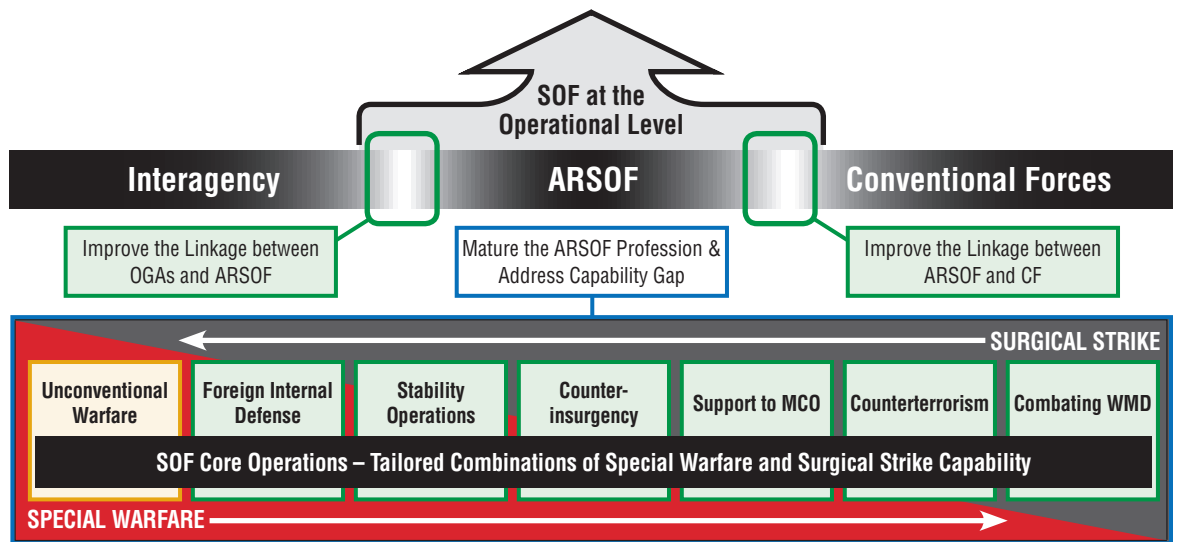 SOF at the
Operational Level
Interagency
ARSOF
Conventional Forces
Improve the Linkage between
OGAs and ARSOF
Mature the ARSOF Profession &
Address Capability Gap
Improve the Linkage between
ARSOF and CF
SURGICAL STRIKE
Unconventional
Warfare
Foreign Internal
Defense
Stability
Operations
Counter-
insurgency
Support to MCO
Counterterrorism
Combating WMD
SOF Core Operations – Tailored Combinations of Special Warfare and Surgical Strike Capability
SPECIAL WARFARE